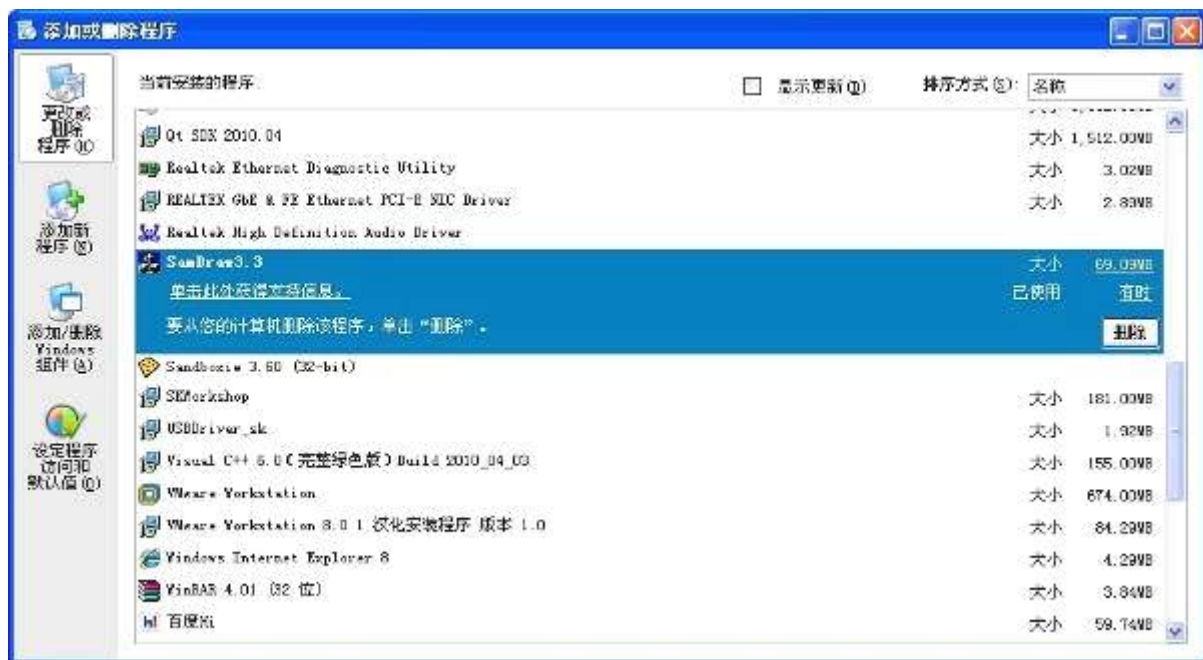 添加或删除程序
更改或
删除
程序(H)
添加新
程序(N)
添加/删除
Windows
组件(A)
设定程序
访问和
默认值(O)
当前安装的程序:
显示更新(D)
排序方式(S): 名称
Qt SDK 2010.04 大小 1,512.00MB
Realtek Ethernet Diagnostic Utility 大小 3.02MB
REALTEK GbE & FE Ethernet PCI-E NIC Driver 大小 2.89MB
Realtek High Definition Audio Driver
SamDraw3.3 大小 69.09MB
单击此处获得支持信息。 已使用 有时
要从您的计算机删除该程序,单击“删除”。 删除
Sandboxie 3.60 (32-bit)
SKWorkshop 大小 181.00MB
USBDriver_sk 大小 1.92MB
Visual C++ 6.0(完整绿色版)Build 2010_04_03 大小 155.00MB
VMware Workstation 大小 674.00MB
VMware Workstation 8.0.1 汉化安装程序 版本 1.0 大小 84.29MB
Windows Internet Explorer 8 大小 4.29MB
WinRAR 4.01 (32 位) 大小 3.84MB
百度Hi 大小 59.74MB